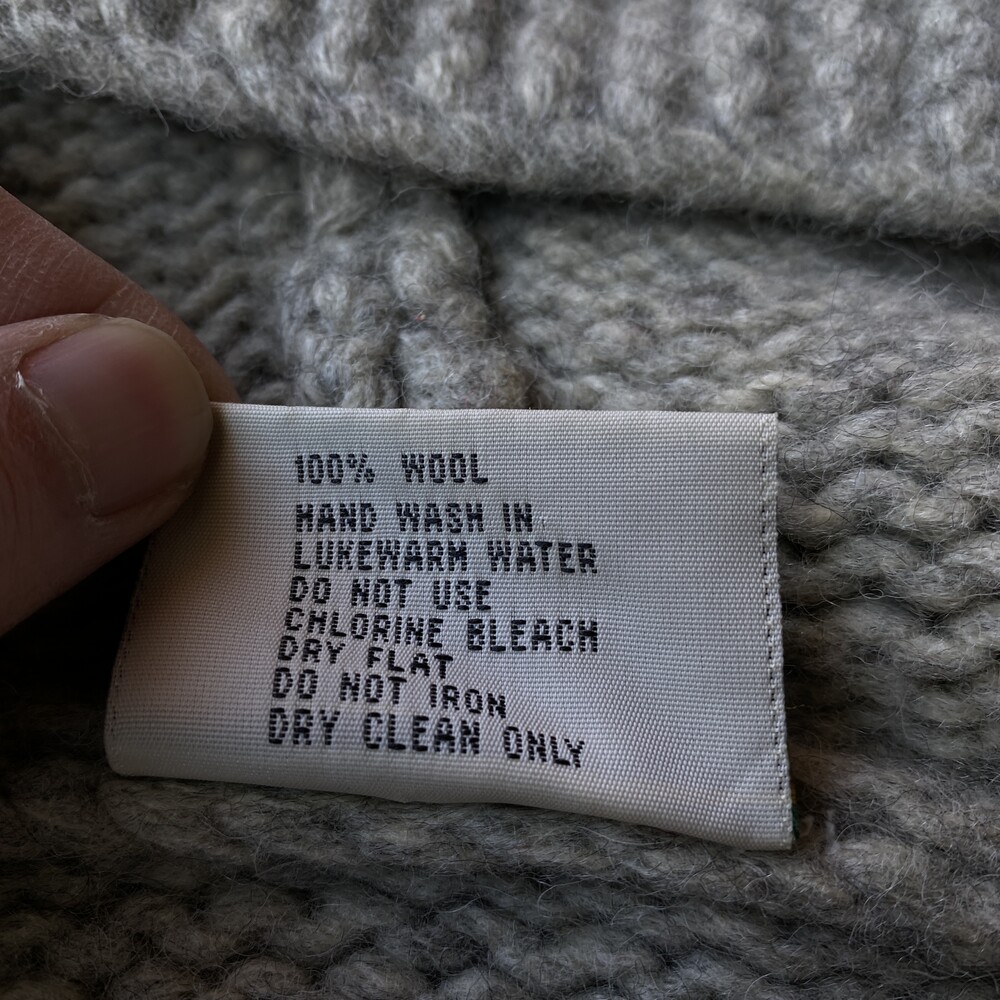 100% WOOL
HAND WASH IN
LUKEWARM WATER
DO NOT USE
CHLORINE BLEACH
DRY FLAT
DO NOT IRON
DRY CLEAN ONLY